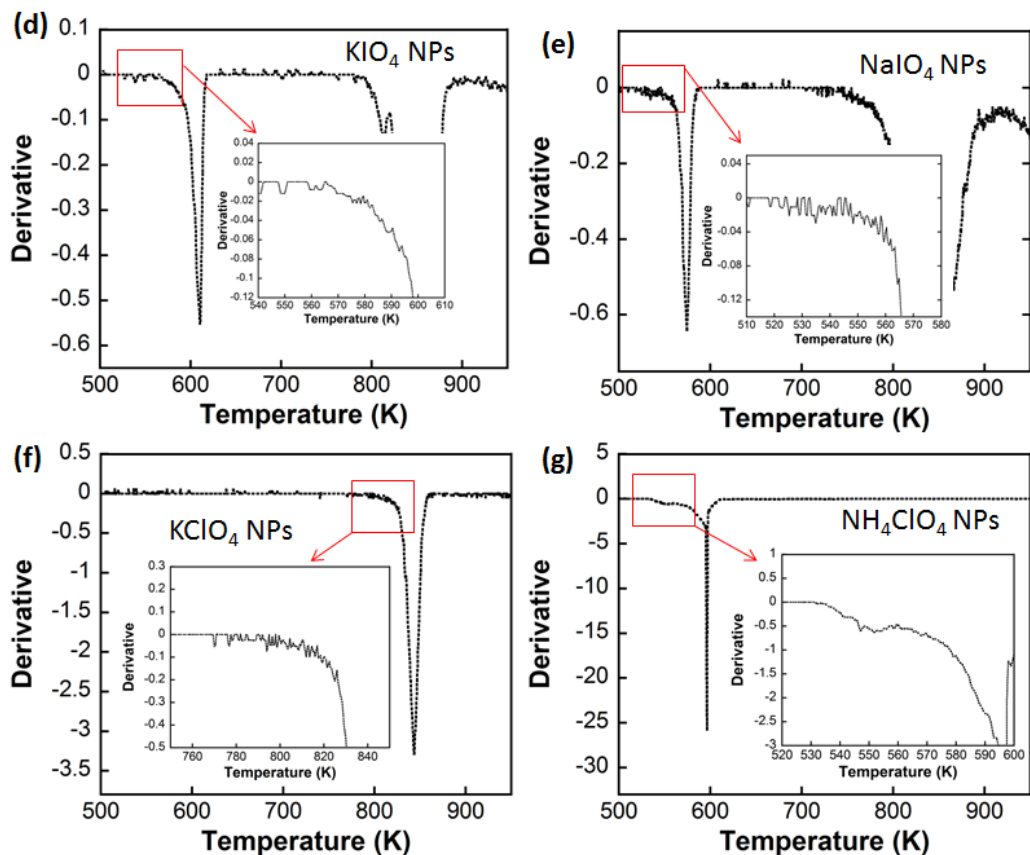 (d)
KIO4 NPs
0.1
0
-0.1
-0.2
-0.3
-0.4
-0.5
-0.6
Derivative
500 600 700 800 900
Temperature (K)
0.04
0.02
0
-0.02
-0.04
-0.06
-0.08
-0.1
-0.12
Derivative
540 550 560 570 580 590 600 610
Temperature (K)
(e)
NaIO4 NPs
0
-0.2
-0.4
-0.6
Derivative
500 600 700 800 900
Temperature (K)
0.04
0
-0.04
-0.08
-0.12
Derivative
510 520 530 540 550 560 570 580
Temperature (K)
(f)
KClO4 NPs
0.5
0
-0.5
-1
-1.5
-2
-2.5
-3
-3.5
Derivative
500 600 700 800 900
Temperature (K)
0.3
0.2
0.1
0
-0.1
-0.2
-0.3
-0.4
-0.5
Derivative
760 780 800 820 840
Temperature (K)
(g)
NH4ClO4 NPs
5
0
-5
-10
-15
-20
-25
-30
Derivative
500 600 700 800 900
Temperature (K)
1
0.5
0
-0.5
-1
-1.5
-2
-2.5
-3
Derivative
520 530 540 550 560 570 580 590 600
Temperature (K)